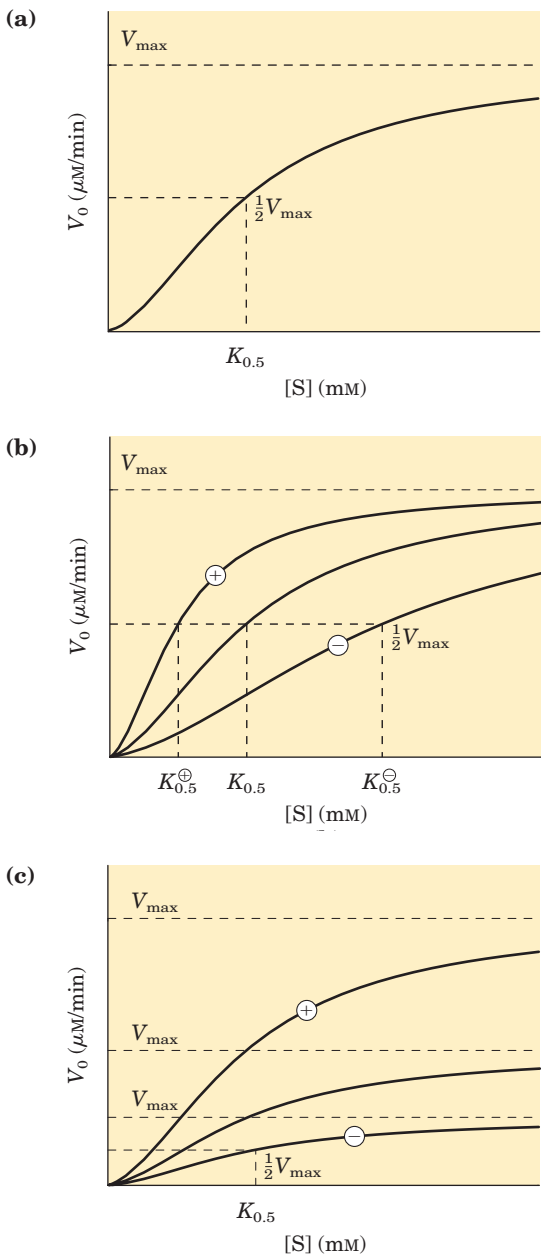 (a)
Vmax
½Vmax
V0 (μM/min)
K0.5
[S] (mM)
(b)
Vmax
+
−
½Vmax
V0 (μM/min)
K0.5⊕ K0.5 K0.5⊖
[S] (mM)
(c)
Vmax
+
Vmax
Vmax
−
½Vmax
V0 (μM/min)
K0.5
[S] (mM)